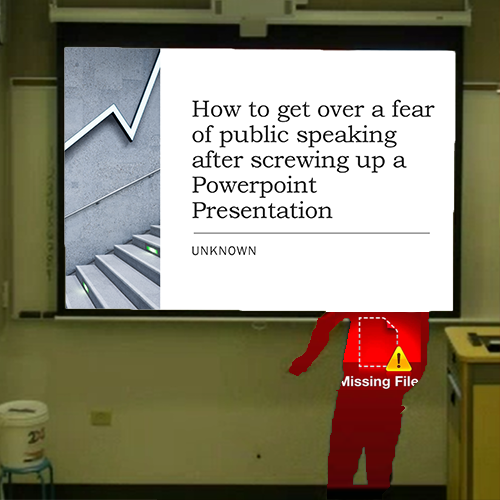 How to get over a fear
of public speaking
after screwing up a
Powerpoint
Presentation
UNKNOWN
Missing File